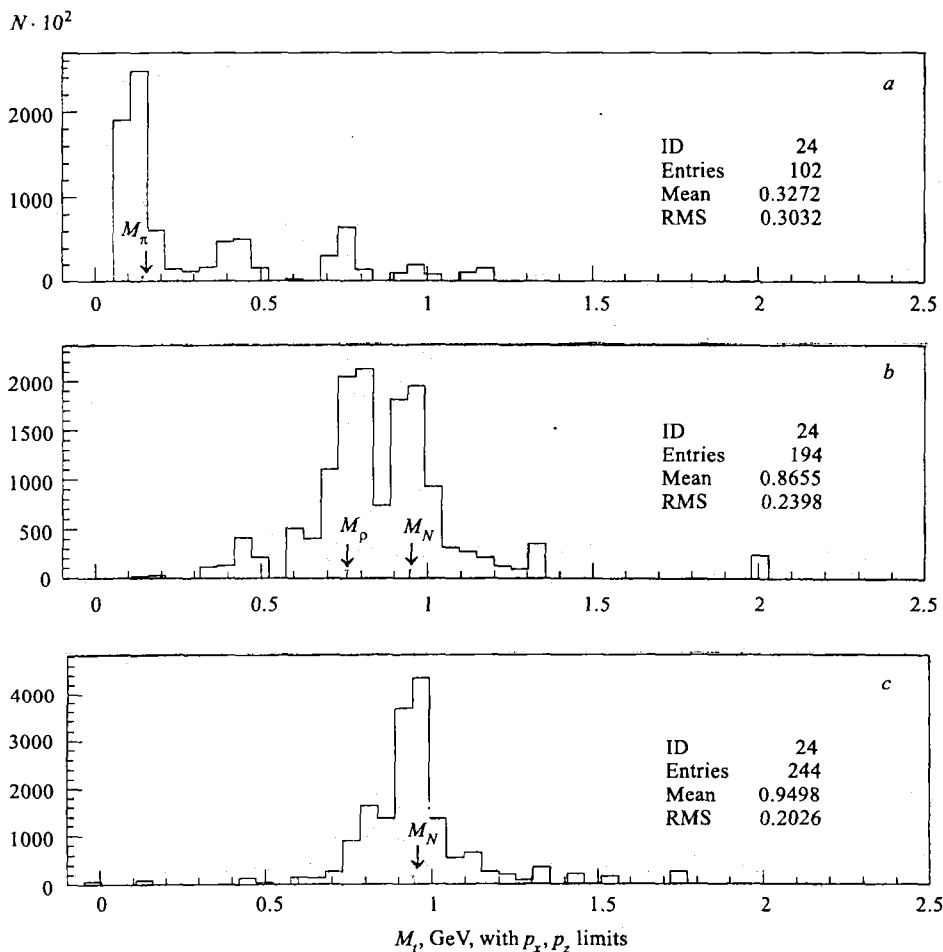 N · 10²
a
2000
1000
0
M_π
ID 24
Entries 102
Mean 0.3272
RMS 0.3032
0 0.5 1 1.5 2 2.5
b
2000
1500
1000
500
0
M_ρ M_N
ID 24
Entries 194
Mean 0.8655
RMS 0.2398
0 0.5 1 1.5 2 2.5
c
4000
3000
2000
1000
0
M_N
ID 24
Entries 244
Mean 0.9498
RMS 0.2026
0 0.5 1 1.5 2 2.5
M_t, GeV, with p_x, p_z limits